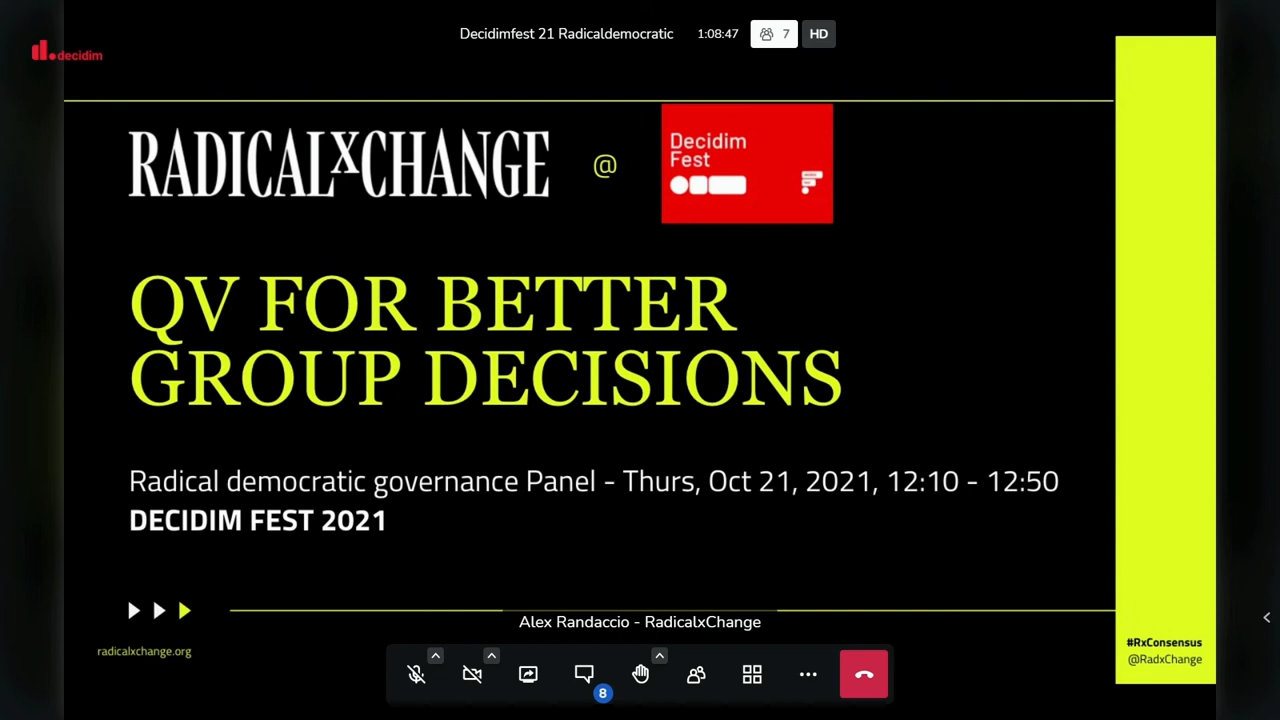 Decidimfest 21 Radicaldemocratic 1:08:47 7 HD
decidim
RADICALXCHANGE @ Decidim
Fest
QV FOR BETTER
GROUP DECISIONS
Radical democratic governance Panel - Thurs, Oct 21, 2021, 12:10 - 12:50
DECIDIM FEST 2021
Alex Randaccio - RadicalxChange
radicalxchange.org
#RxConsensus
@RadxChange
8